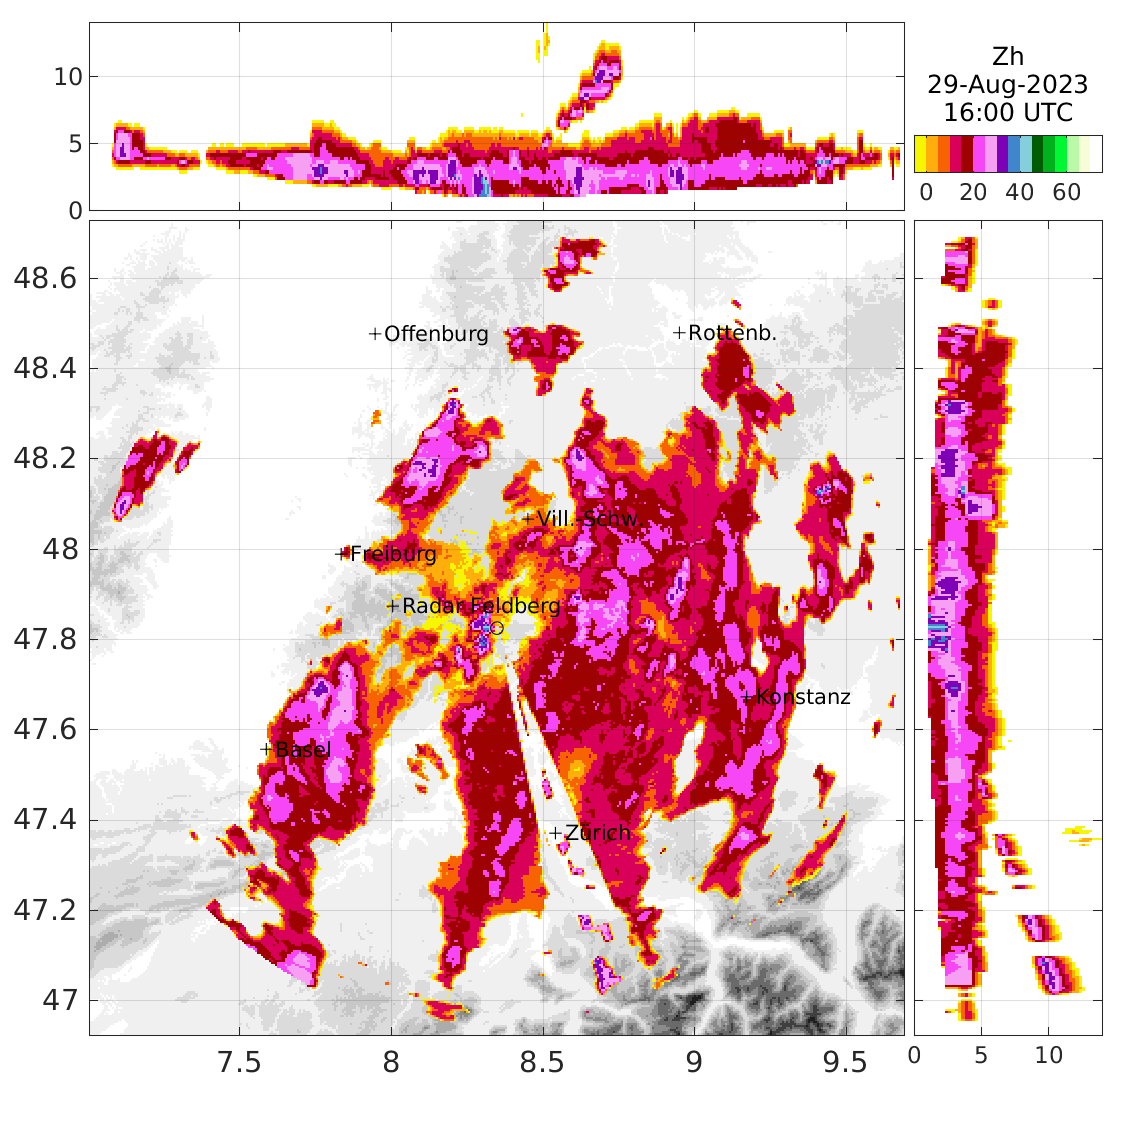 Zh
29-Aug-2023
16:00 UTC
0 20 40 60
10
5
0
48.6
48.4
48.2
48
47.8
47.6
47.4
47.2
47
+Offenburg
+Rottenb.
+Vill.-Schw.
+Freiburg
+Radar Feldberg
+Konstanz
+Basel
+Zürich
7.5 8 8.5 9 9.5
0 5 10